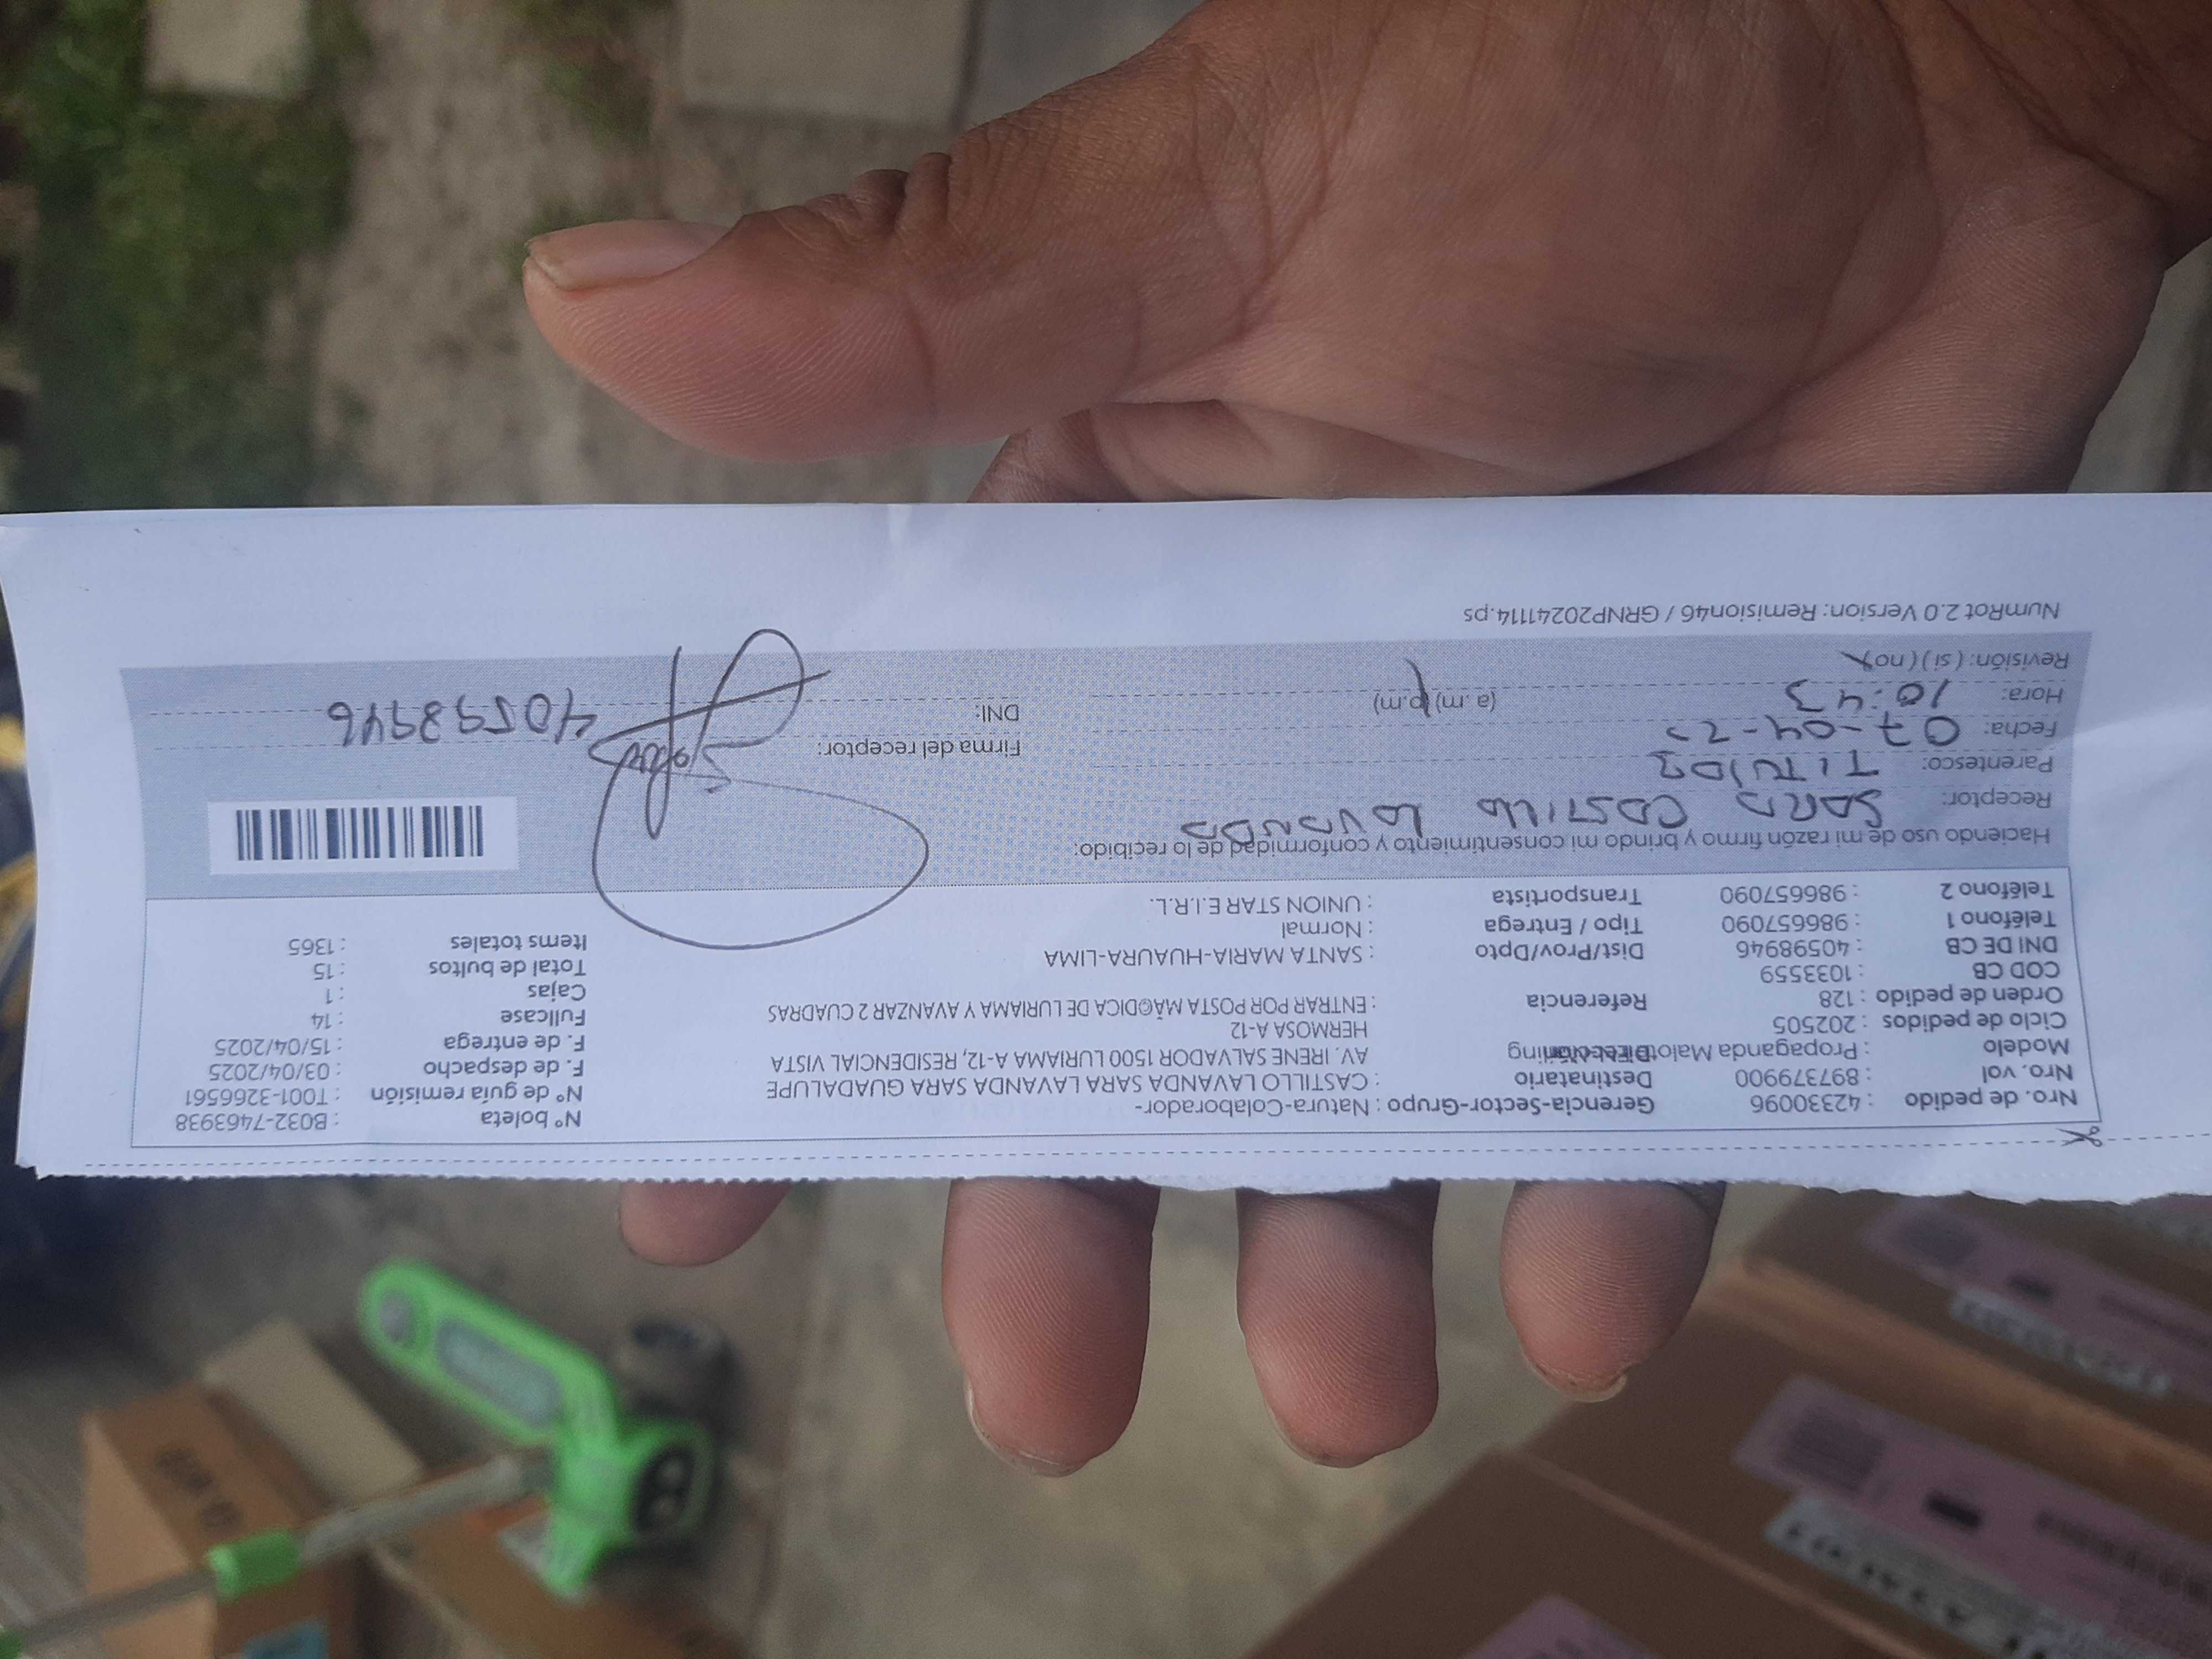 Nro. de pedido : 42330096 Gerencia-Sector-Grupo : Natura-Colaborador- N° boleta : B032-7463938
Nro. val : 897379900 Destinatario : CASTILLO LAVANDA SARA LAVANDA SARA GUADALUPE N° de guía remisión : T001-3266561
Modelo : Propaganda Malote AV. IRENE SALVADOR 1500 LURIAMA A-12, RESIDENCIAL VISTA F. de despacho : 03/04/2025
HERMOSA A-12
Ciclo de pedidos : 202505 F. de entrega : 15/04/2025
Orden de pedido : 128 Referencia : ENTRAR POR POSTA MÃ©DICA DE LURIAMA Y AVANZAR 2 CUADRAS Fullcase : 14
COD CB : 1033559 Cajas : 1
DNI DE CB : 40598946 Dist/Prov/Dpto : SANTA MARIA-HUAURA-LIMA Total de bultos : 15
Teléfono 1 : 986657090 Tipo / Entrega : Normal Items totales : 1365
Teléfono 2 : 986657090 Transportista : UNION STAR E.I.R.L.
Haciendo uso de mi razón firmo y brindo mi consentimiento y conformidad de lo recibido:
Receptor: SARA CASTILLO LAVANDA
Parentesco: TITULAR
Fecha: 07-04-25 Firma del receptor:
Hora: 10:43 (a.m) (p.m) DNI: 40598946
Revisión: (si) (no)
NumRot 2.0 Version: Remision46 / GRNP20241114.ps